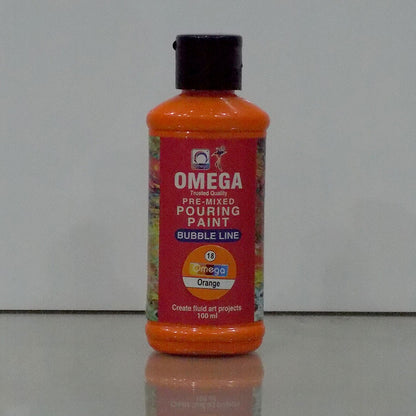 OMEGA
Trusted Quality
PRE-MIXED
POURING
PAINT
BUBBLE LINE
18
Omega
Orange
Create fluid art projects
100 ml